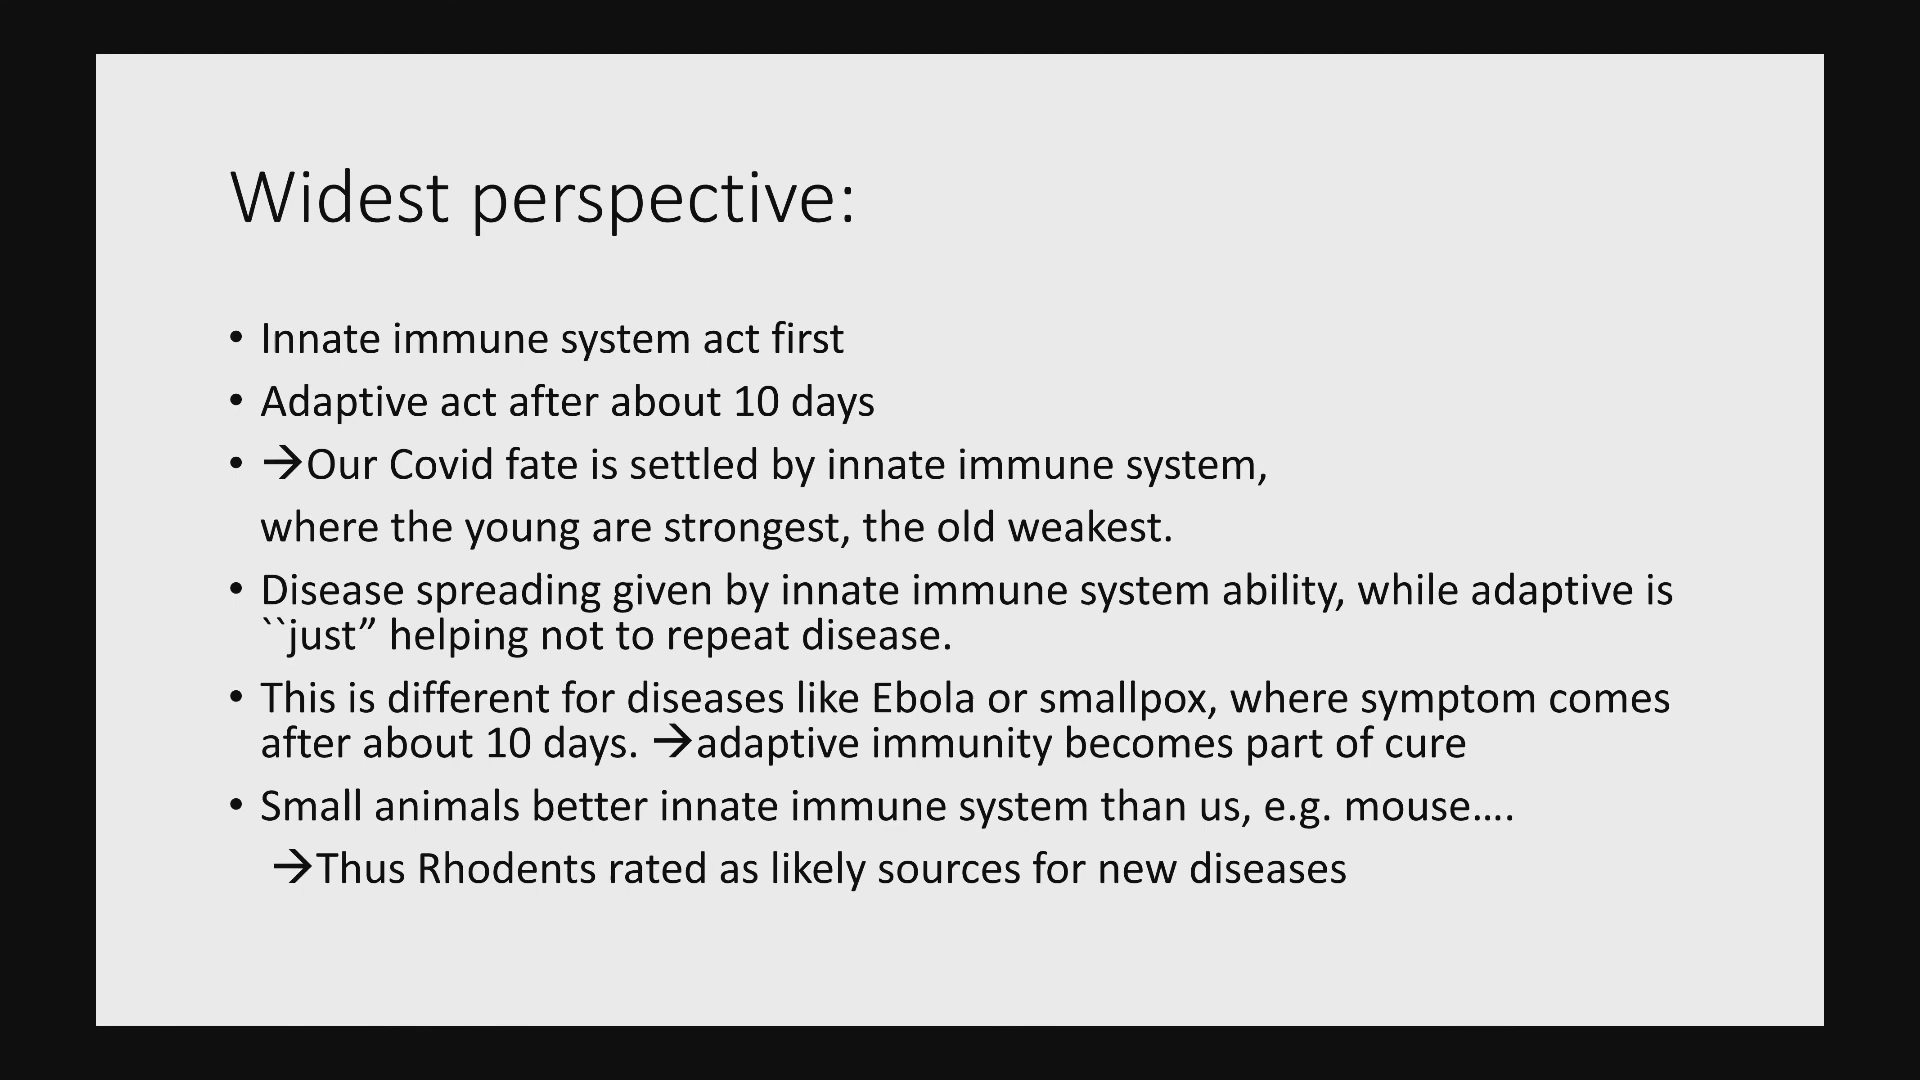 Widest perspective:
• Innate immune system act first
• Adaptive act after about 10 days
• →Our Covid fate is settled by innate immune system,
where the young are strongest, the old weakest.
• Disease spreading given by innate immune system ability, while adaptive is
``just” helping not to repeat disease.
• This is different for diseases like Ebola or smallpox, where symptom comes
after about 10 days. →adaptive immunity becomes part of cure
• Small animals better innate immune system than us, e.g. mouse….
→Thus Rhodents rated as likely sources for new diseases